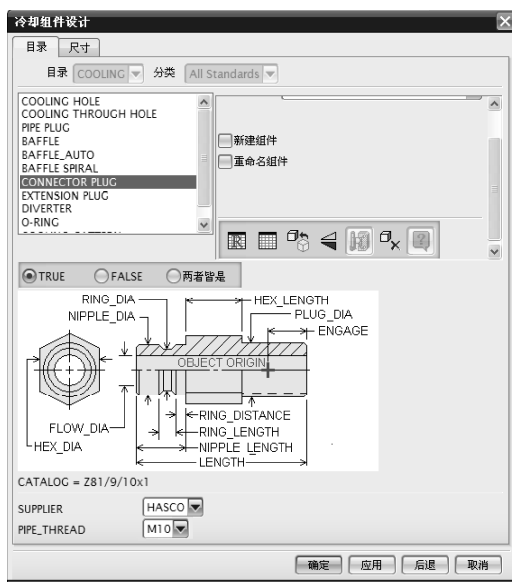 冷却组件设计
目录 尺寸
目录 COOLING 分类 All Standards
COOLING HOLE
COOLING THROUGH HOLE
PIPE PLUG
BAFFLE
BAFFLE_AUTO
BAFFLE SPIRAL
CONNECTOR PLUG
EXTENSION PLUG
DIVERTER
O-RING
新建组件
重命名组件
TRUE FALSE 两者皆是
RING_DIA
HEX_LENGTH
NIPPLE_DIA
PLUG_DIA
ENGAGE
OBJECT ORIGIN
FLOW_DIA
RING_DISTANCE
RING_LENGTH
HEX_DIA
NIPPLE LENGTH
LENGTH
CATALOG = Z81/9/10x1
SUPPLIER HASCO
PIPE_THREAD M10
确定 应用 后退 取消